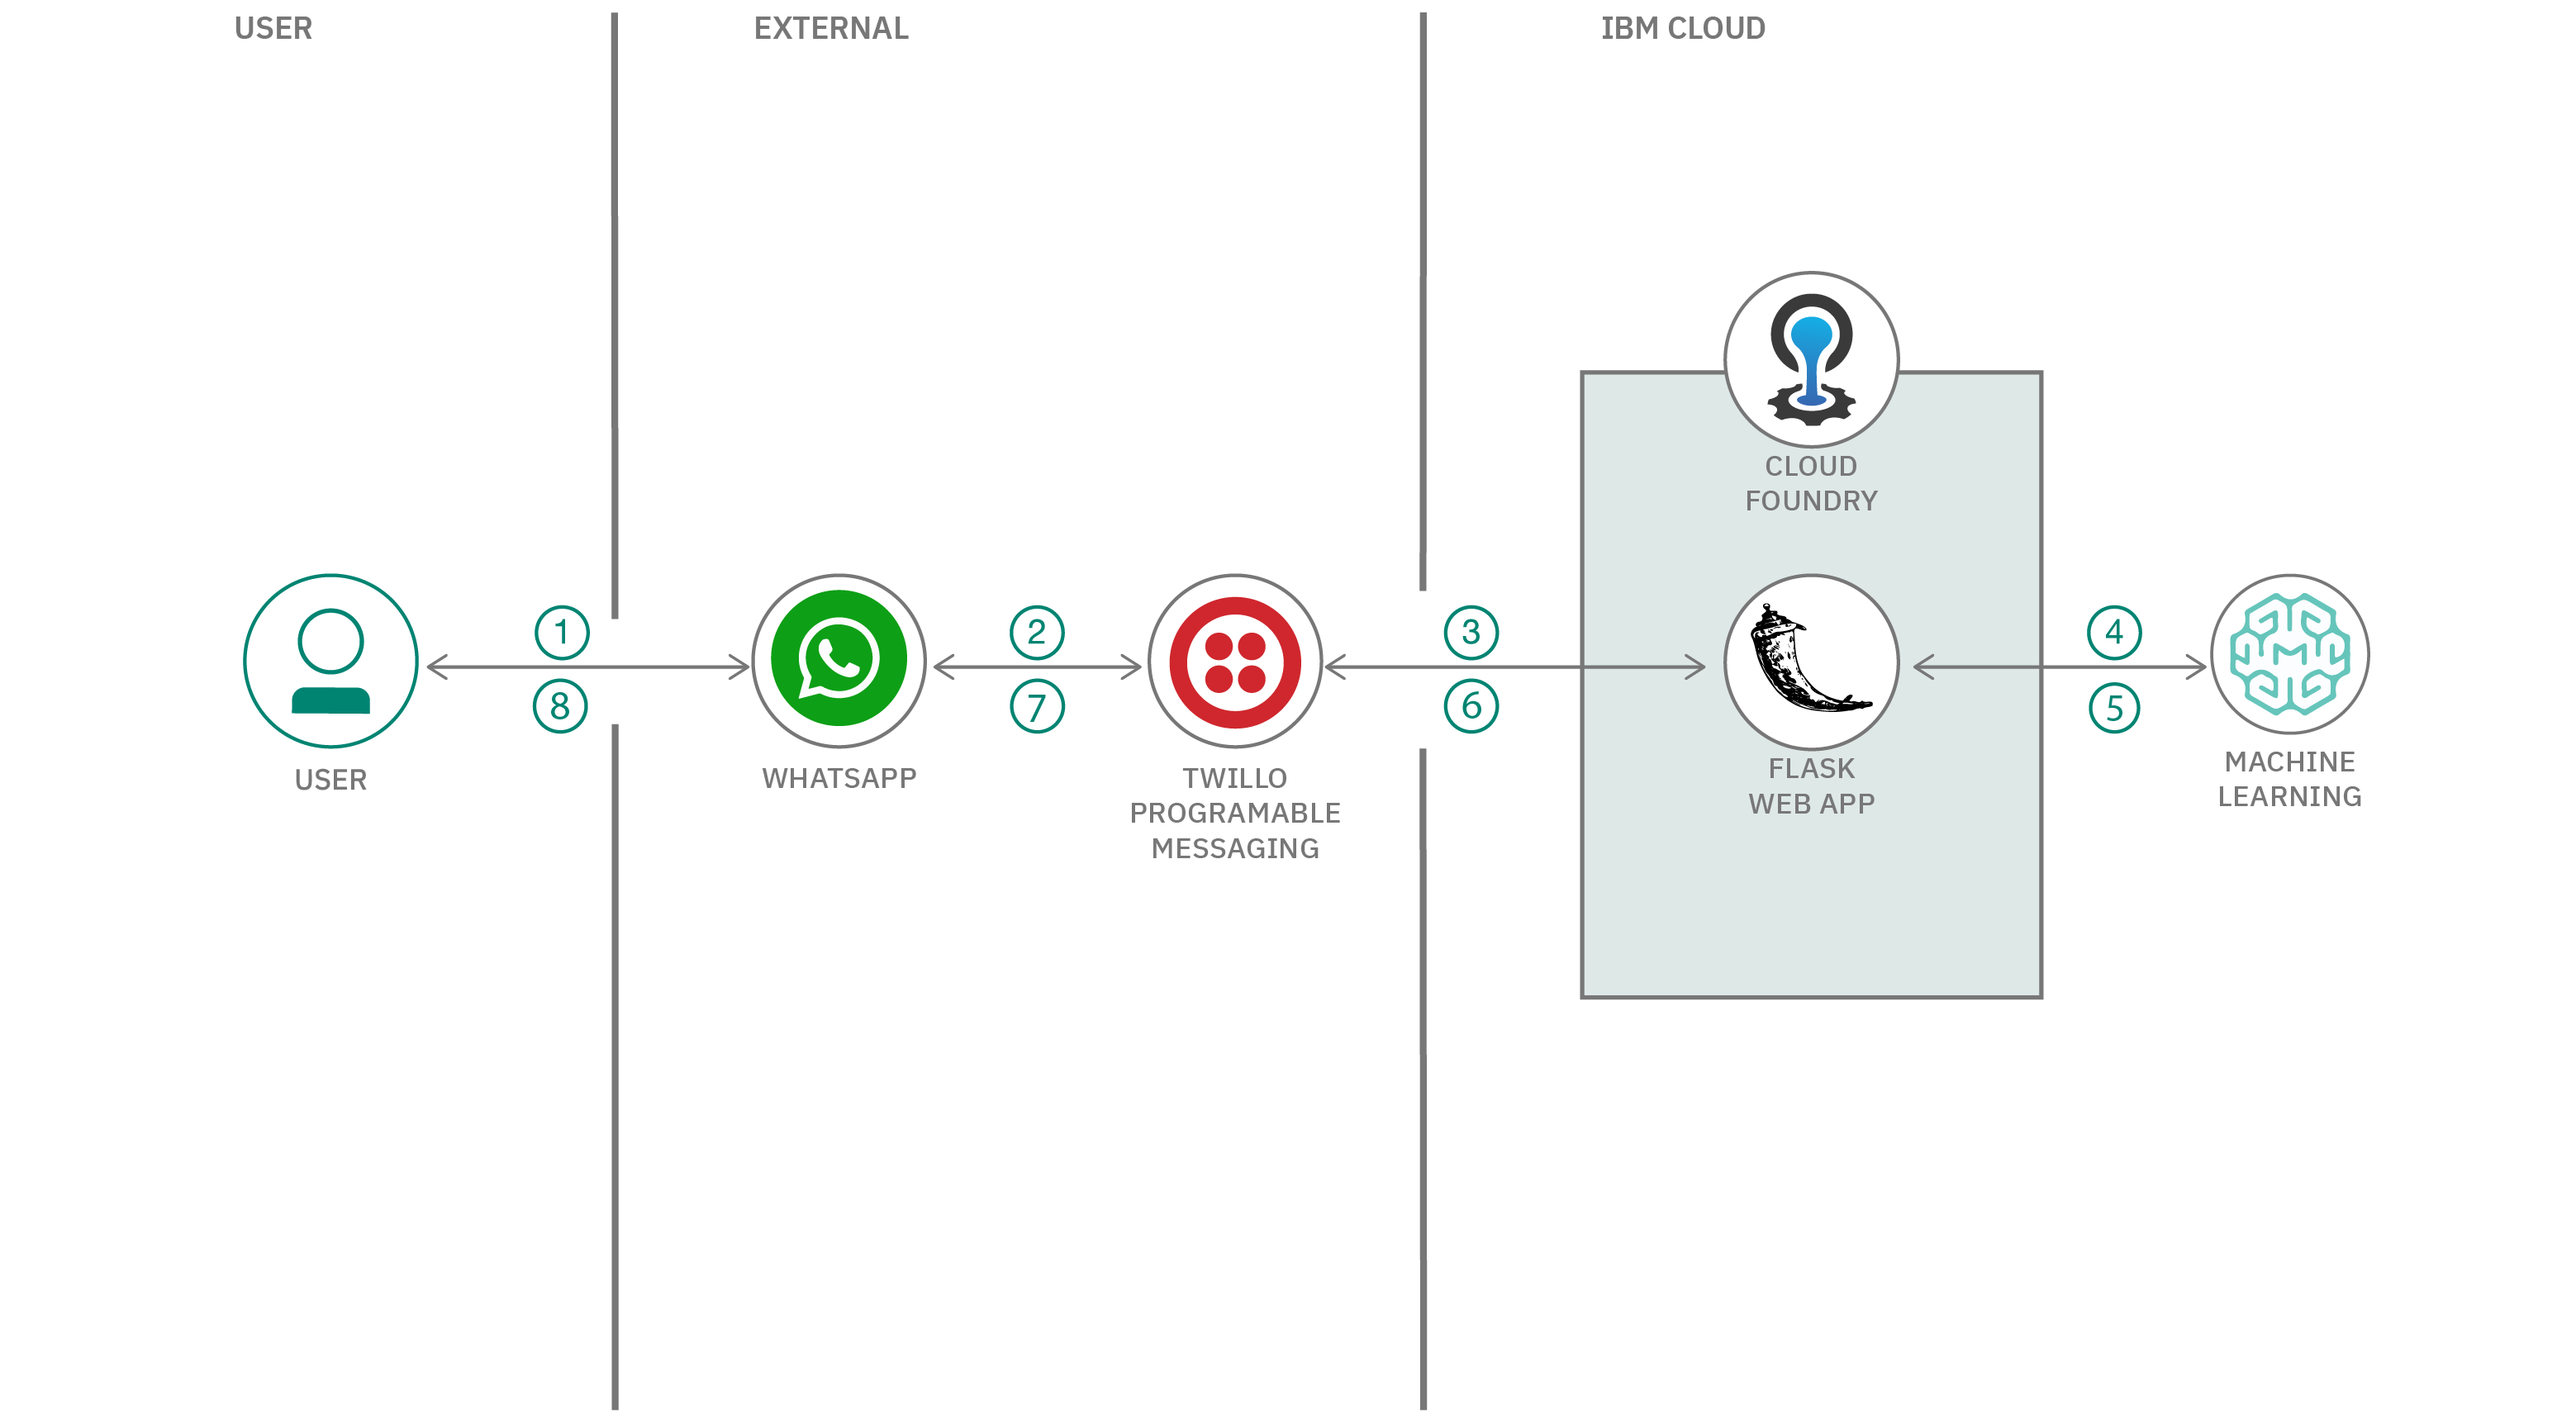 USER
EXTERNAL
IBM CLOUD
CLOUD
FOUNDRY
1
2
3
4
8
7
6
5
USER
WHATSAPP
TWILLO
PROGRAMABLE
MESSAGING
FLASK
WEB APP
MACHINE
LEARNING